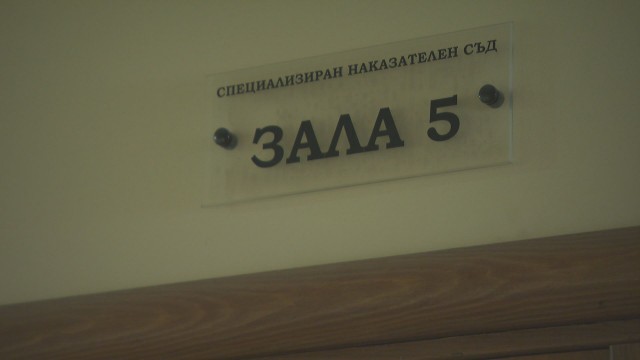 СПЕЦИАЛИЗИРАН НАКАЗАТЕЛЕН СЪД
ЗАЛА 5